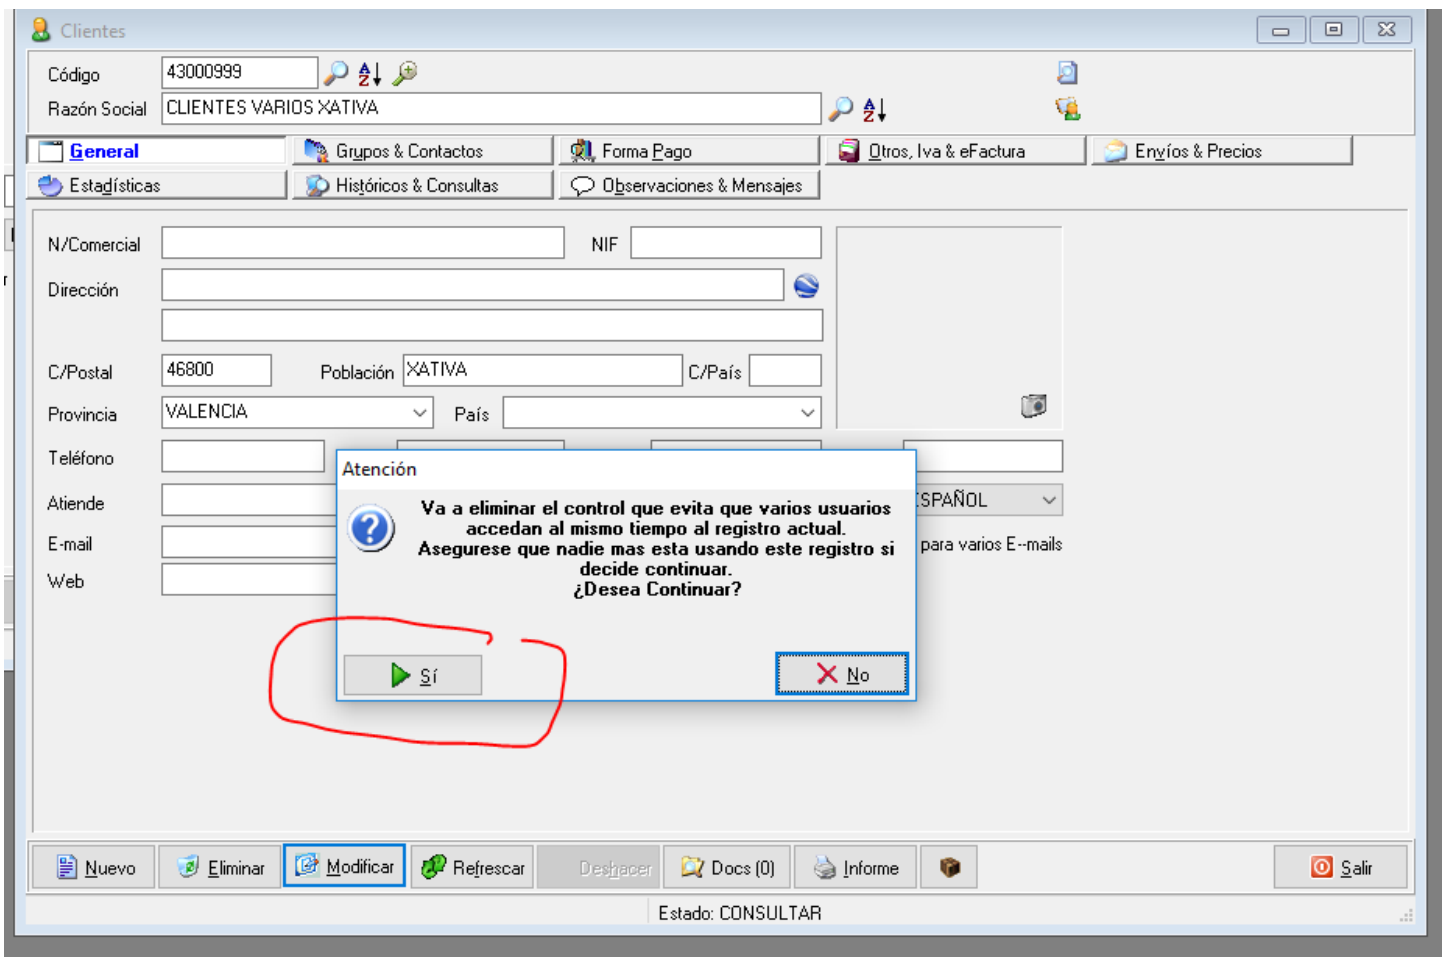 Clientes
Código 43000999
Razón Social CLIENTES VARIOS XATIVA
General Grupos & Contactos Forma Pago Otros, Iva & eFactura Envíos & Precios
Estadísticas Históricos & Consultas Observaciones & Mensajes
N/Comercial NIF
Dirección
C/Postal 46800 Población XATIVA C/País
Provincia VALENCIA País
Teléfono
Atiende
E-mail para varios E--mails
Web
Atención
Va a eliminar el control que evita que varios usuarios
accedan al mismo tiempo al registro actual.
Asegurese que nadie mas esta usando este registro si
decide continuar.
¿Desea Continuar?
Sí No
Nuevo Eliminar Modificar Refrescar Deshacer Docs (0) Informe Salir
Estado: CONSULTAR